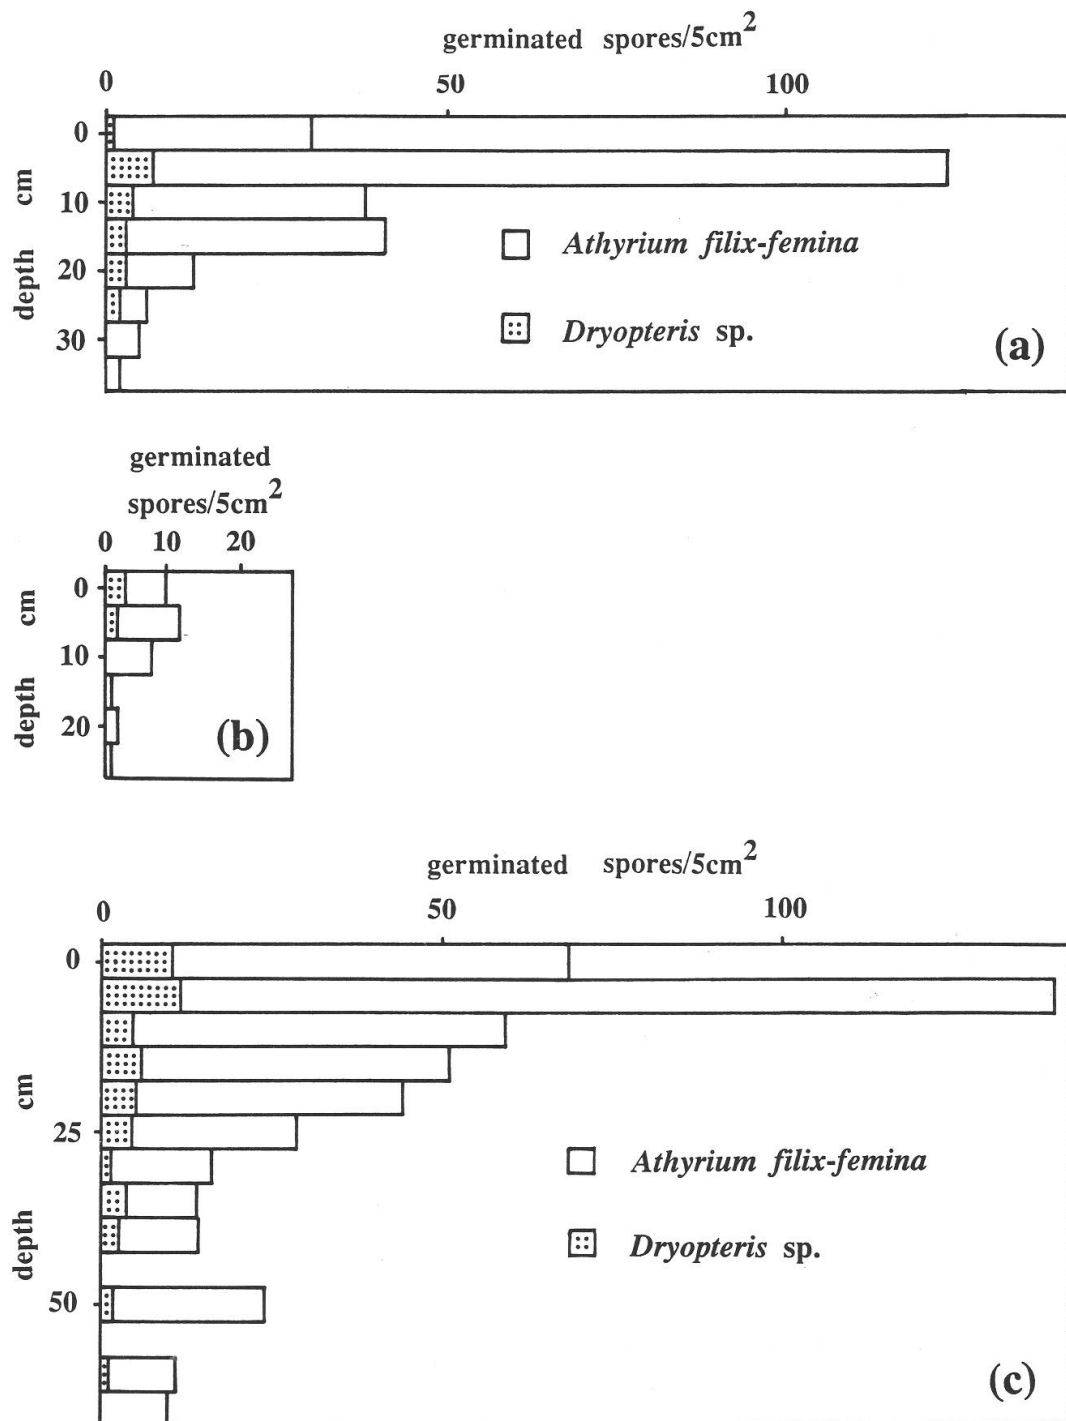 germinated spores/5cm2
0 50 100
0
10
20
30
depth cm
Athyrium filix-femina
Dryopteris sp.
(a)
germinated
spores/5cm2
0 10 20
0
10
20
depth cm
(b)
germinated spores/5cm2
0 50 100
0
25
50
depth cm
Athyrium filix-femina
Dryopteris sp.
(c)